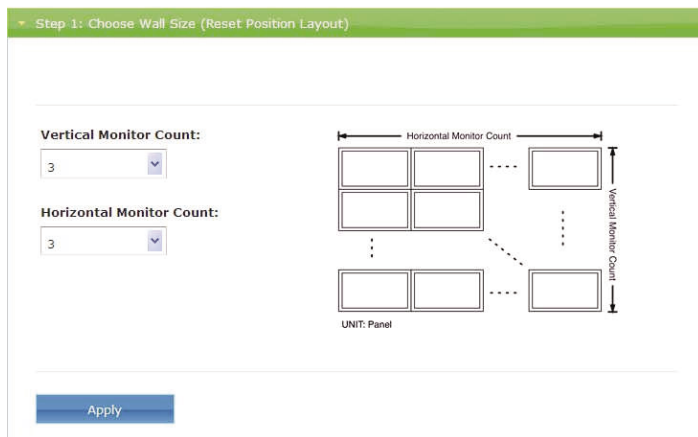 Step 1: Choose Wall Size (Reset Position Layout)
Vertical Monitor Count:
3
Horizontal Monitor Count:
3
Horizontal Monitor Count
Vertical Monitor Count
UNIT: Panel
Apply